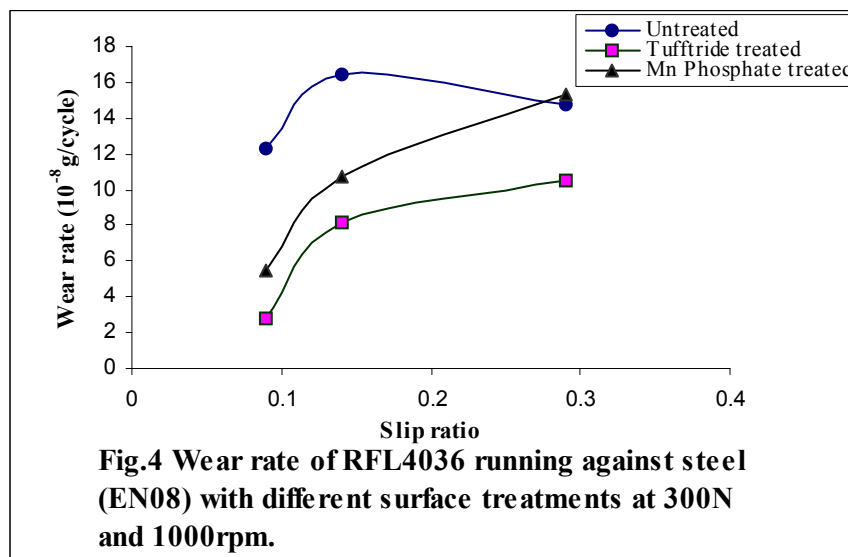 Untreated
Tufftride treated
Mn Phosphate treated
18
16
14
12
10
8
6
4
2
0
Wear rate (10⁻⁸ g/cycle)
0 0.1 0.2 0.3 0.4
Slip ratio
Fig.4 Wear rate of RFL4036 running against steel
(EN08) with different surface treatments at 300N
and 1000rpm.